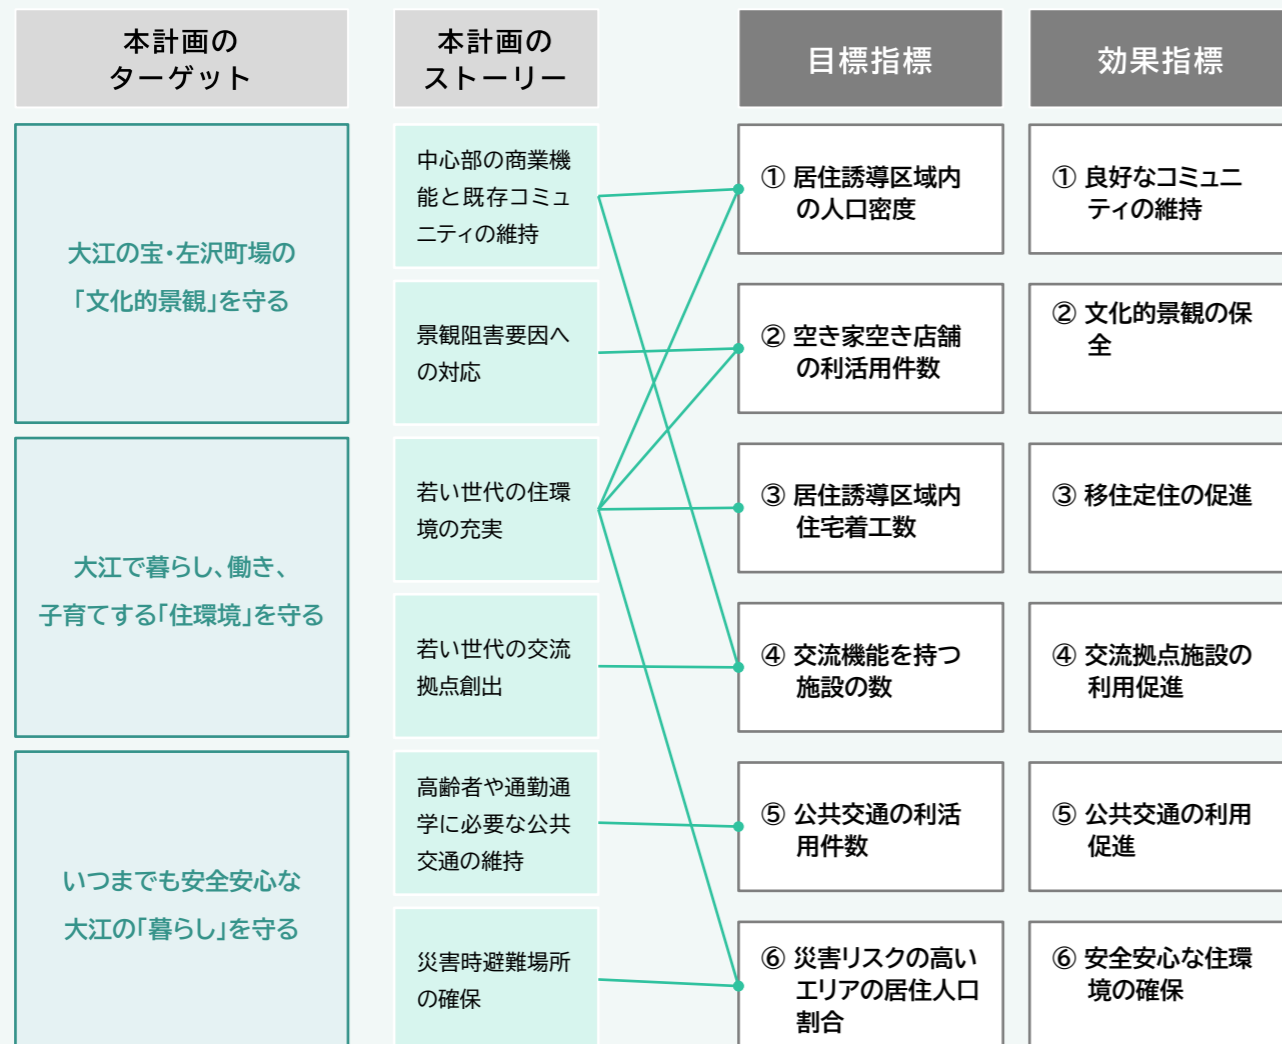 本計画の
ターゲット
本計画の
ストーリー
目標指標
効果指標
大江の宝・左沢町場の
「文化的景観」を守る
中心部の商業機
能と既存コミュ
ニティの維持
① 居住誘導区域内
の人口密度
① 良好なコミュニ
ティの維持
景観阻害要因へ
の対応
② 空き家空き店舗
の利活用件数
② 文化的景観の保
全
大江で暮らし、働き、
子育てする「住環境」を守る
若い世代の住環
境の充実
③ 居住誘導区域内
住宅着工数
③ 移住定住の促進
若い世代の交流
拠点創出
④ 交流機能を持つ
施設の数
④ 交流拠点施設の
利用促進
いつまでも安全安心な
大江の「暮らし」を守る
高齢者や通勤通
学に必要な公共
交通の維持
⑤ 公共交通の利活
用件数
⑤ 公共交通の利用
促進
災害時避難場所
の確保
⑥ 災害リスクの高い
エリアの居住人口
割合
⑥ 安全安心な住環
境の確保